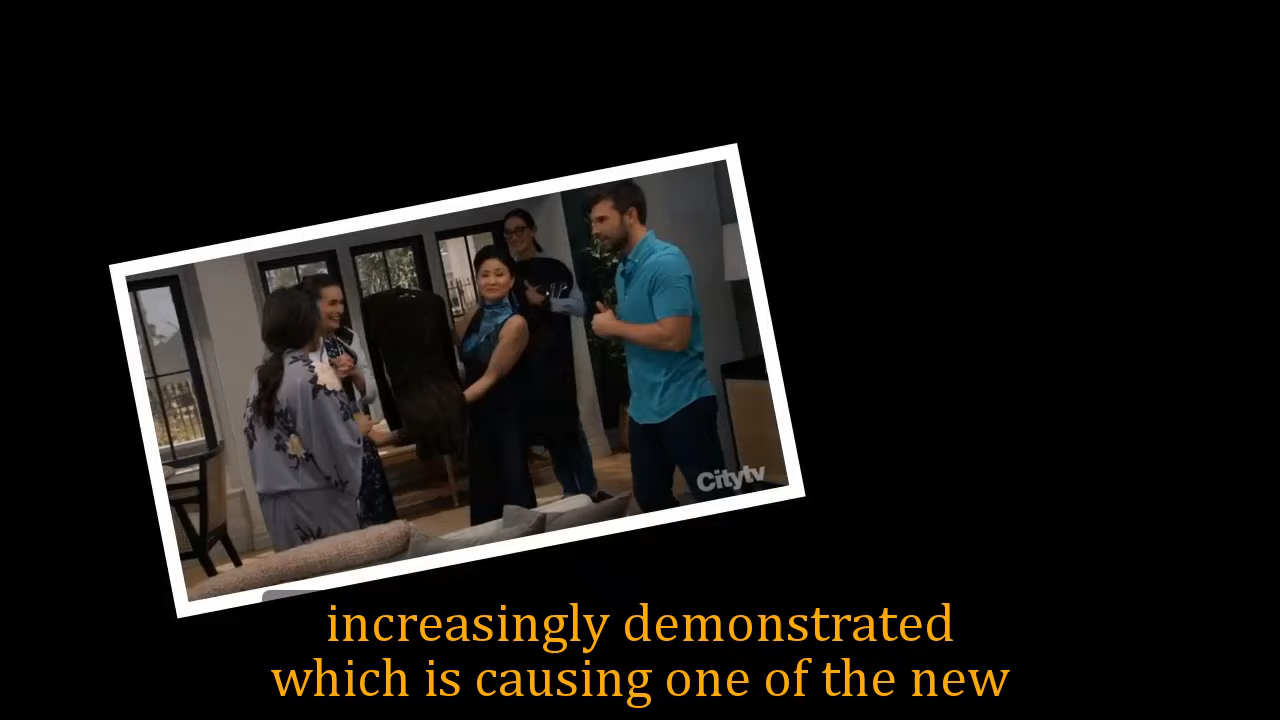 Citytv
increasingly demonstrated
which is causing one of the new